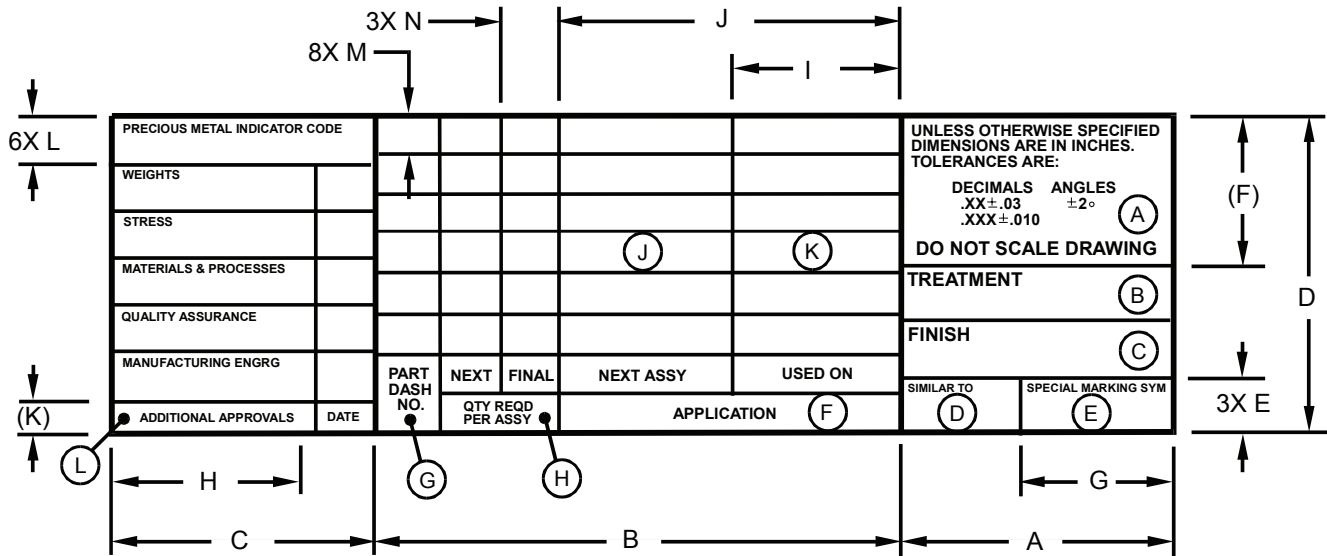 3X N
J
8X M
I
6X L
PRECIOUS METAL INDICATOR CODE
WEIGHTS
STRESS
MATERIALS & PROCESSES
QUALITY ASSURANCE
MANUFACTURING ENGRG
(K)
ADDITIONAL APPROVALS
DATE
L
H
C
PART
DASH
NO.
NEXT
FINAL
NEXT ASSY
USED ON
QTY REQD
PER ASSY
APPLICATION
F
J
K
G
H
B
UNLESS OTHERWISE SPECIFIED
DIMENSIONS ARE IN INCHES.
TOLERANCES ARE:
DECIMALS ANGLES
.XX±.03 ±2°
.XXX±.010
A
DO NOT SCALE DRAWING
TREATMENT
B
FINISH
C
SIMILAR TO
D
SPECIAL MARKING SYM
E
(F)
D
3X E
G
A